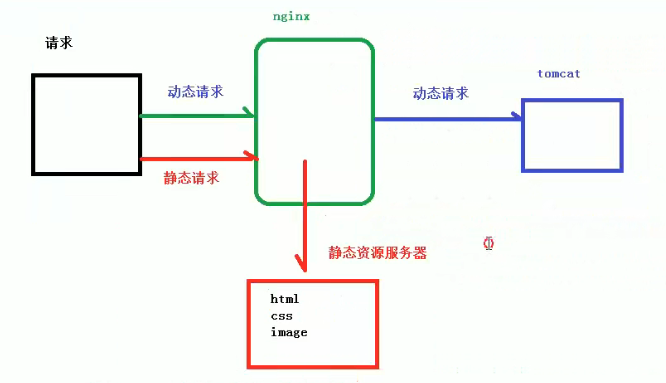 nginx
请求
tomcat
动态请求
动态请求
静态请求
静态资源服务器
html
css
image